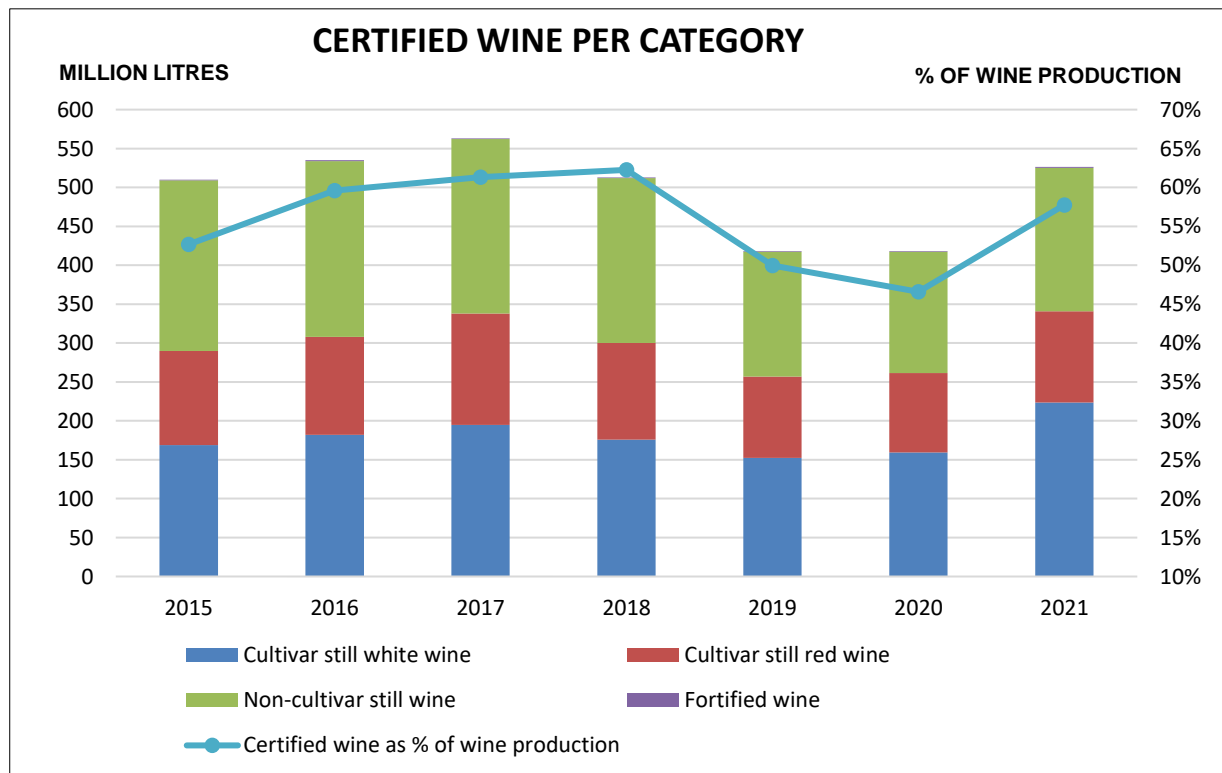 CERTIFIED WINE PER CATEGORY
MILLION LITRES % OF WINE PRODUCTION
600 70%
550 65%
500 60%
450 55%
400 50%
350 45%
300 40%
250 35%
200 30%
150 25%
100 20%
50 15%
0 10%
2015 2016 2017 2018 2019 2020 2021
Cultivar still white wine Cultivar still red wine
Non-cultivar still wine Fortified wine
Certified wine as % of wine production